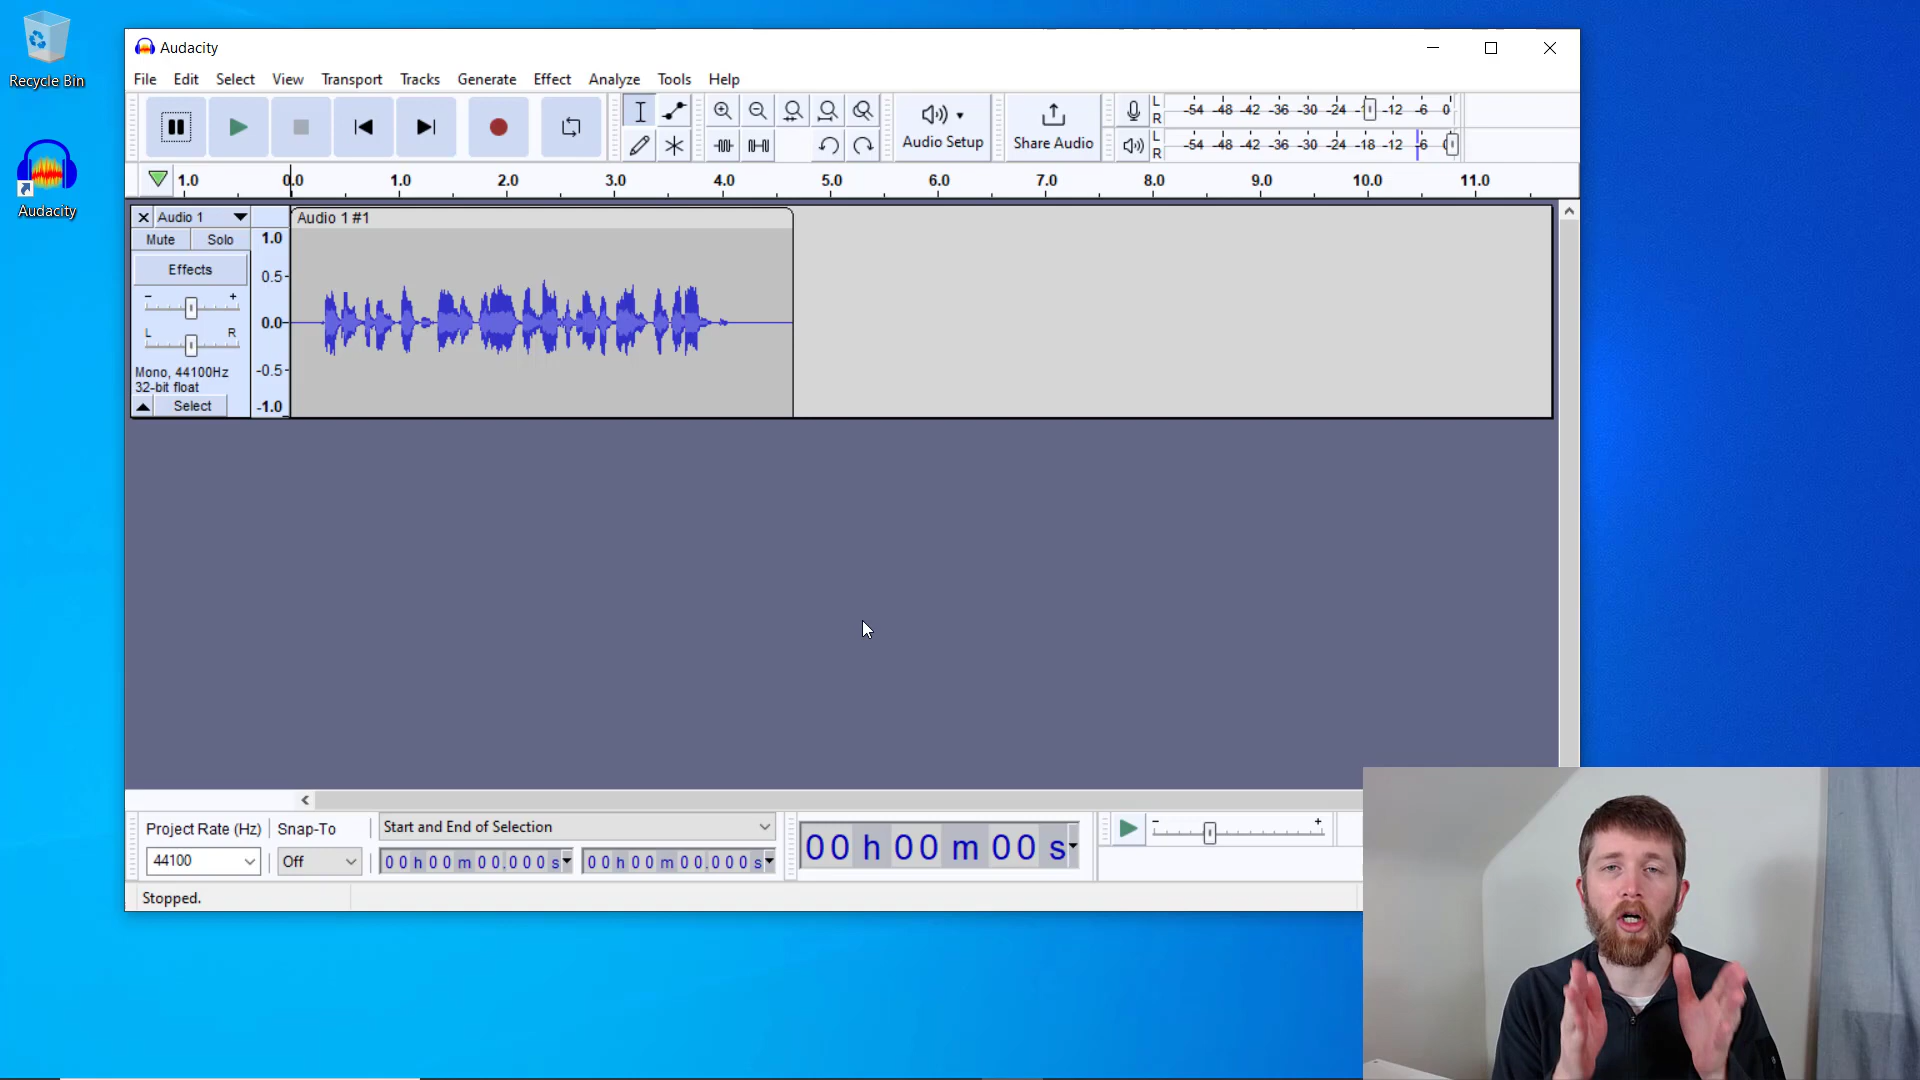 Recycle Bin
Audacity
Audacity
File Edit Select View Transport Tracks Generate Effect Analyze Tools Help
Audio Setup
Share Audio
L
R
-54 -48 -42 -36 -30 -24 -12 -6 0
L
R
-54 -48 -42 -36 -30 -24 -18 -12 -6
1.0 0.0 1.0 2.0 3.0 4.0 5.0 6.0 7.0 8.0 9.0 10.0 11.0
Audio 1
Audio 1 #1
Mute Solo
Effects
- +
L R
Mono, 44100Hz
32-bit float
Select
1.0
0.5
0.0
-0.5
-1.0
Project Rate (Hz)
Snap-To
Start and End of Selection
44100
Off
00 h 00 m 00.000 s
00 h 00 m 00.000 s
00 h 00 m 00 s
- +
Stopped.